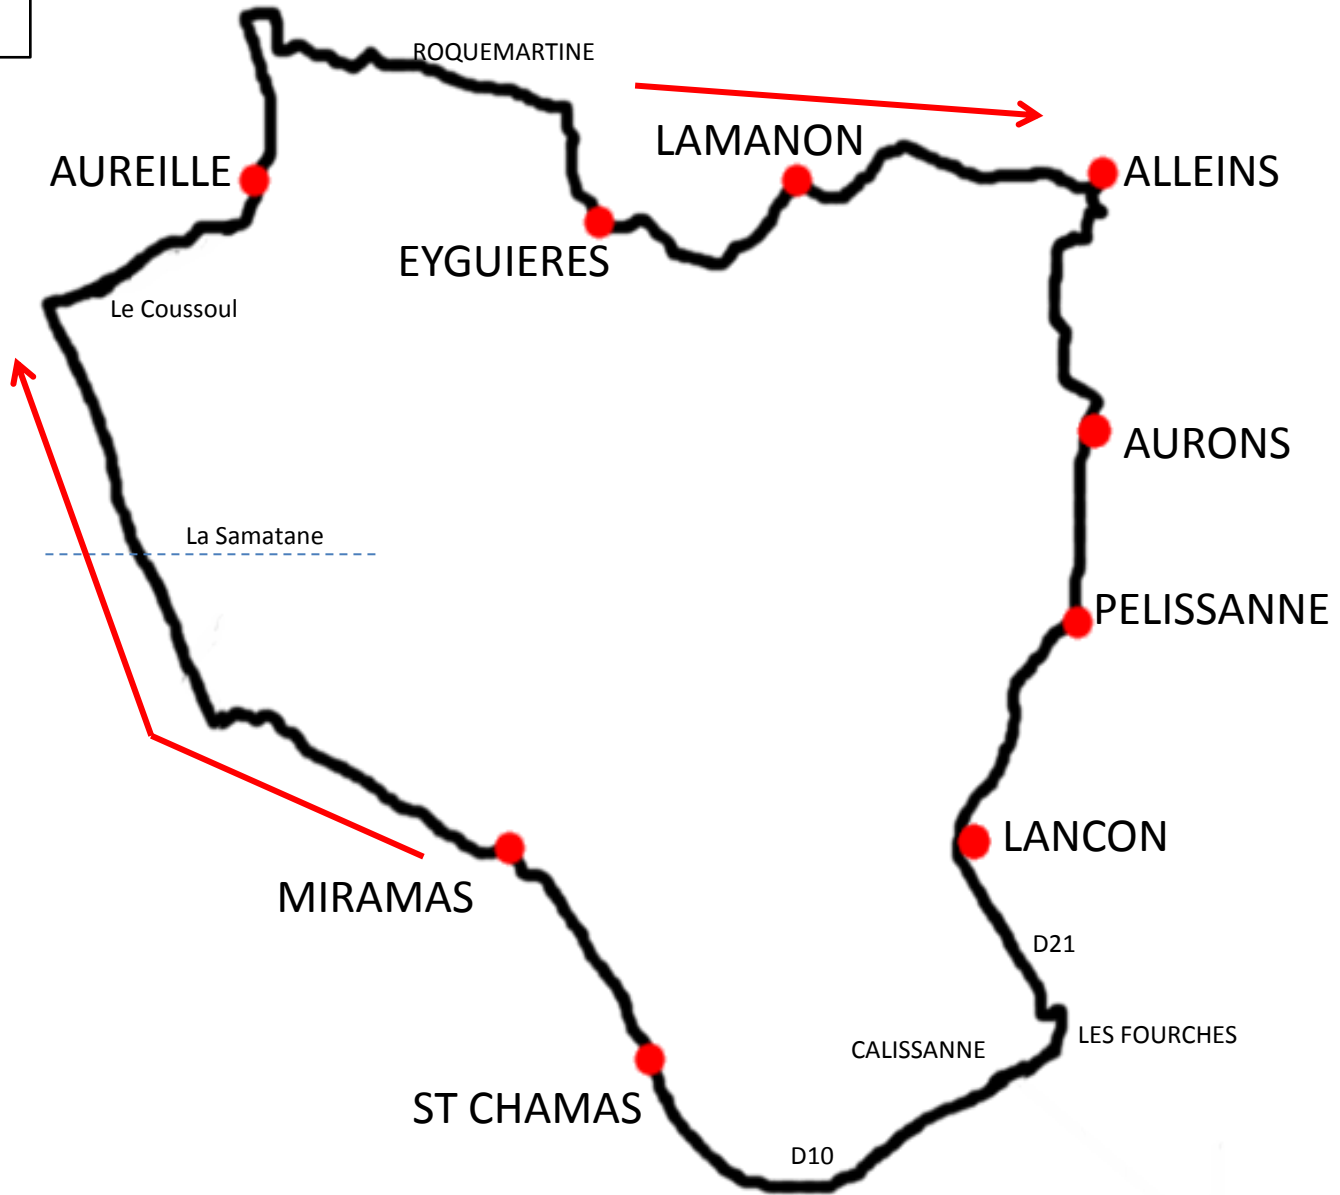 ROQUEMARTINE
LAMANON
AUREILLE
ALLEINS
EYGUIERES
Le Coussoul
AURONS
La Samatane
PELISSANNE
LANCON
MIRAMAS
D21
LES FOURCHES
CALISSANNE
ST CHAMAS
D10